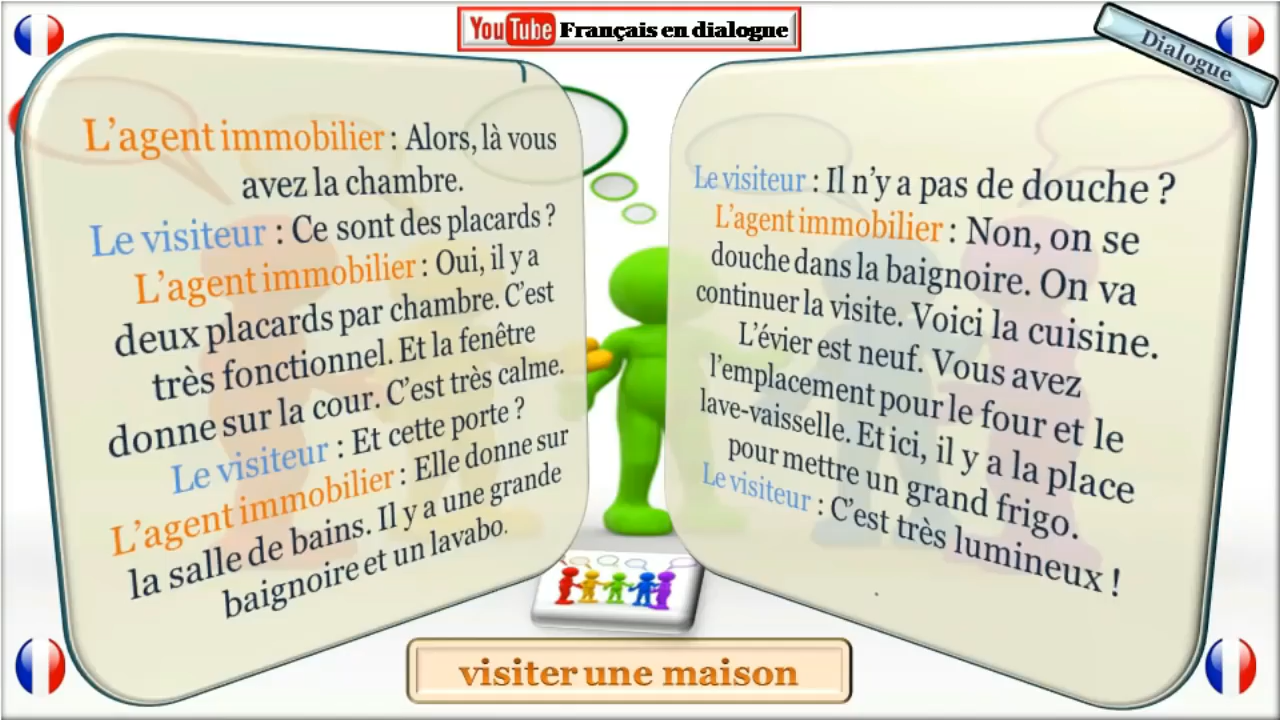 YouTube Français en dialogue
Dialogue
L'agent immobilier : Alors, là vous
avez la chambre.
Le visiteur : Ce sont des placards ?
L'agent immobilier : Oui, il y a
deux placards par chambre. C'est
très fonctionnel. Et la fenêtre
donne sur la cour. C'est très calme.
Le visiteur : Et cette porte ?
L'agent immobilier : Elle donne sur
la salle de bains. Il y a une grande
baignoire et un lavabo.
Le visiteur : Il n'y a pas de douche ?
L'agent immobilier : Non, on se
douche dans la baignoire. On va
continuer la visite. Voici la cuisine.
L'évier est neuf. Vous avez
l'emplacement pour le four et le
lave-vaisselle. Et ici, il y a la place
pour mettre un grand frigo.
Le visiteur : C'est très lumineux !
visiter une maison